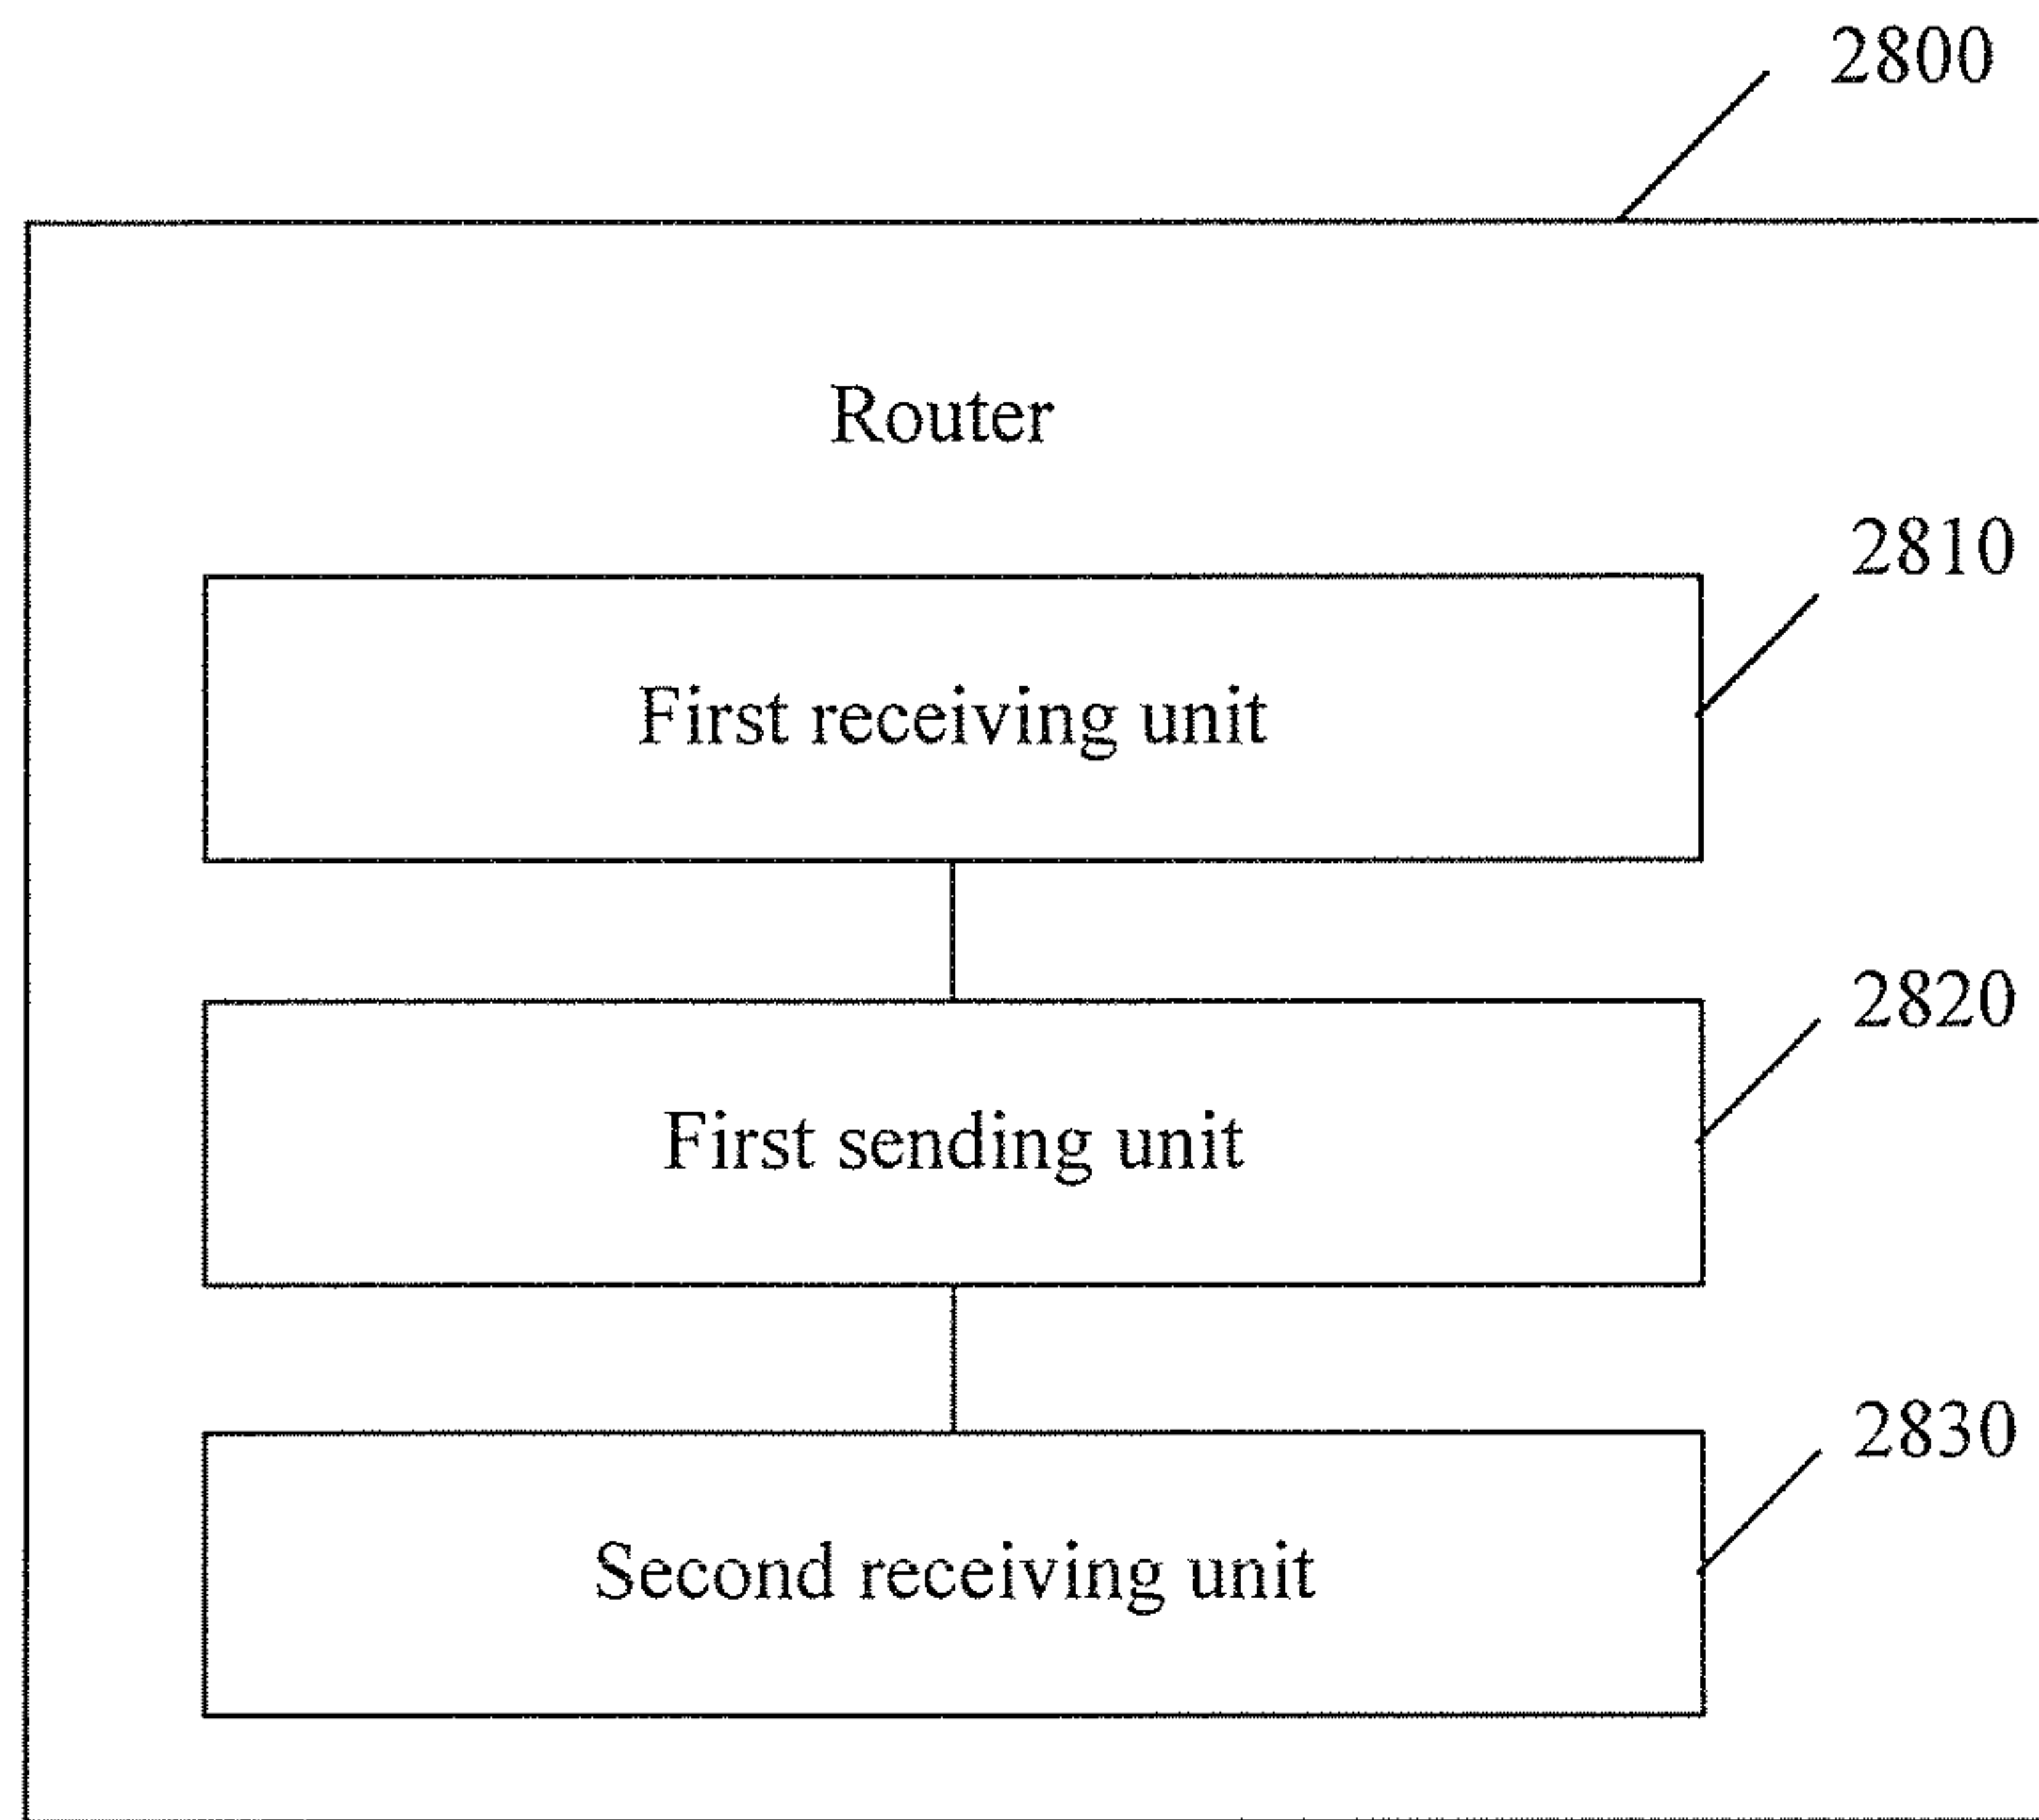 2800
Router
2810
First receiving unit
2820
First sending unit
2830
Second receiving unit